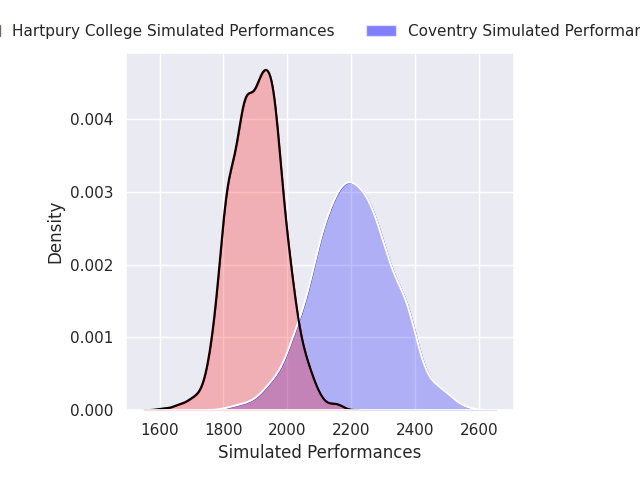 Hartpury College Simulated Performances
Coventry Simulated
0.004
0.003
0.002
0.001
0.000
Density
1600 1800 2000 2200 2400 2600
Simulated Performances